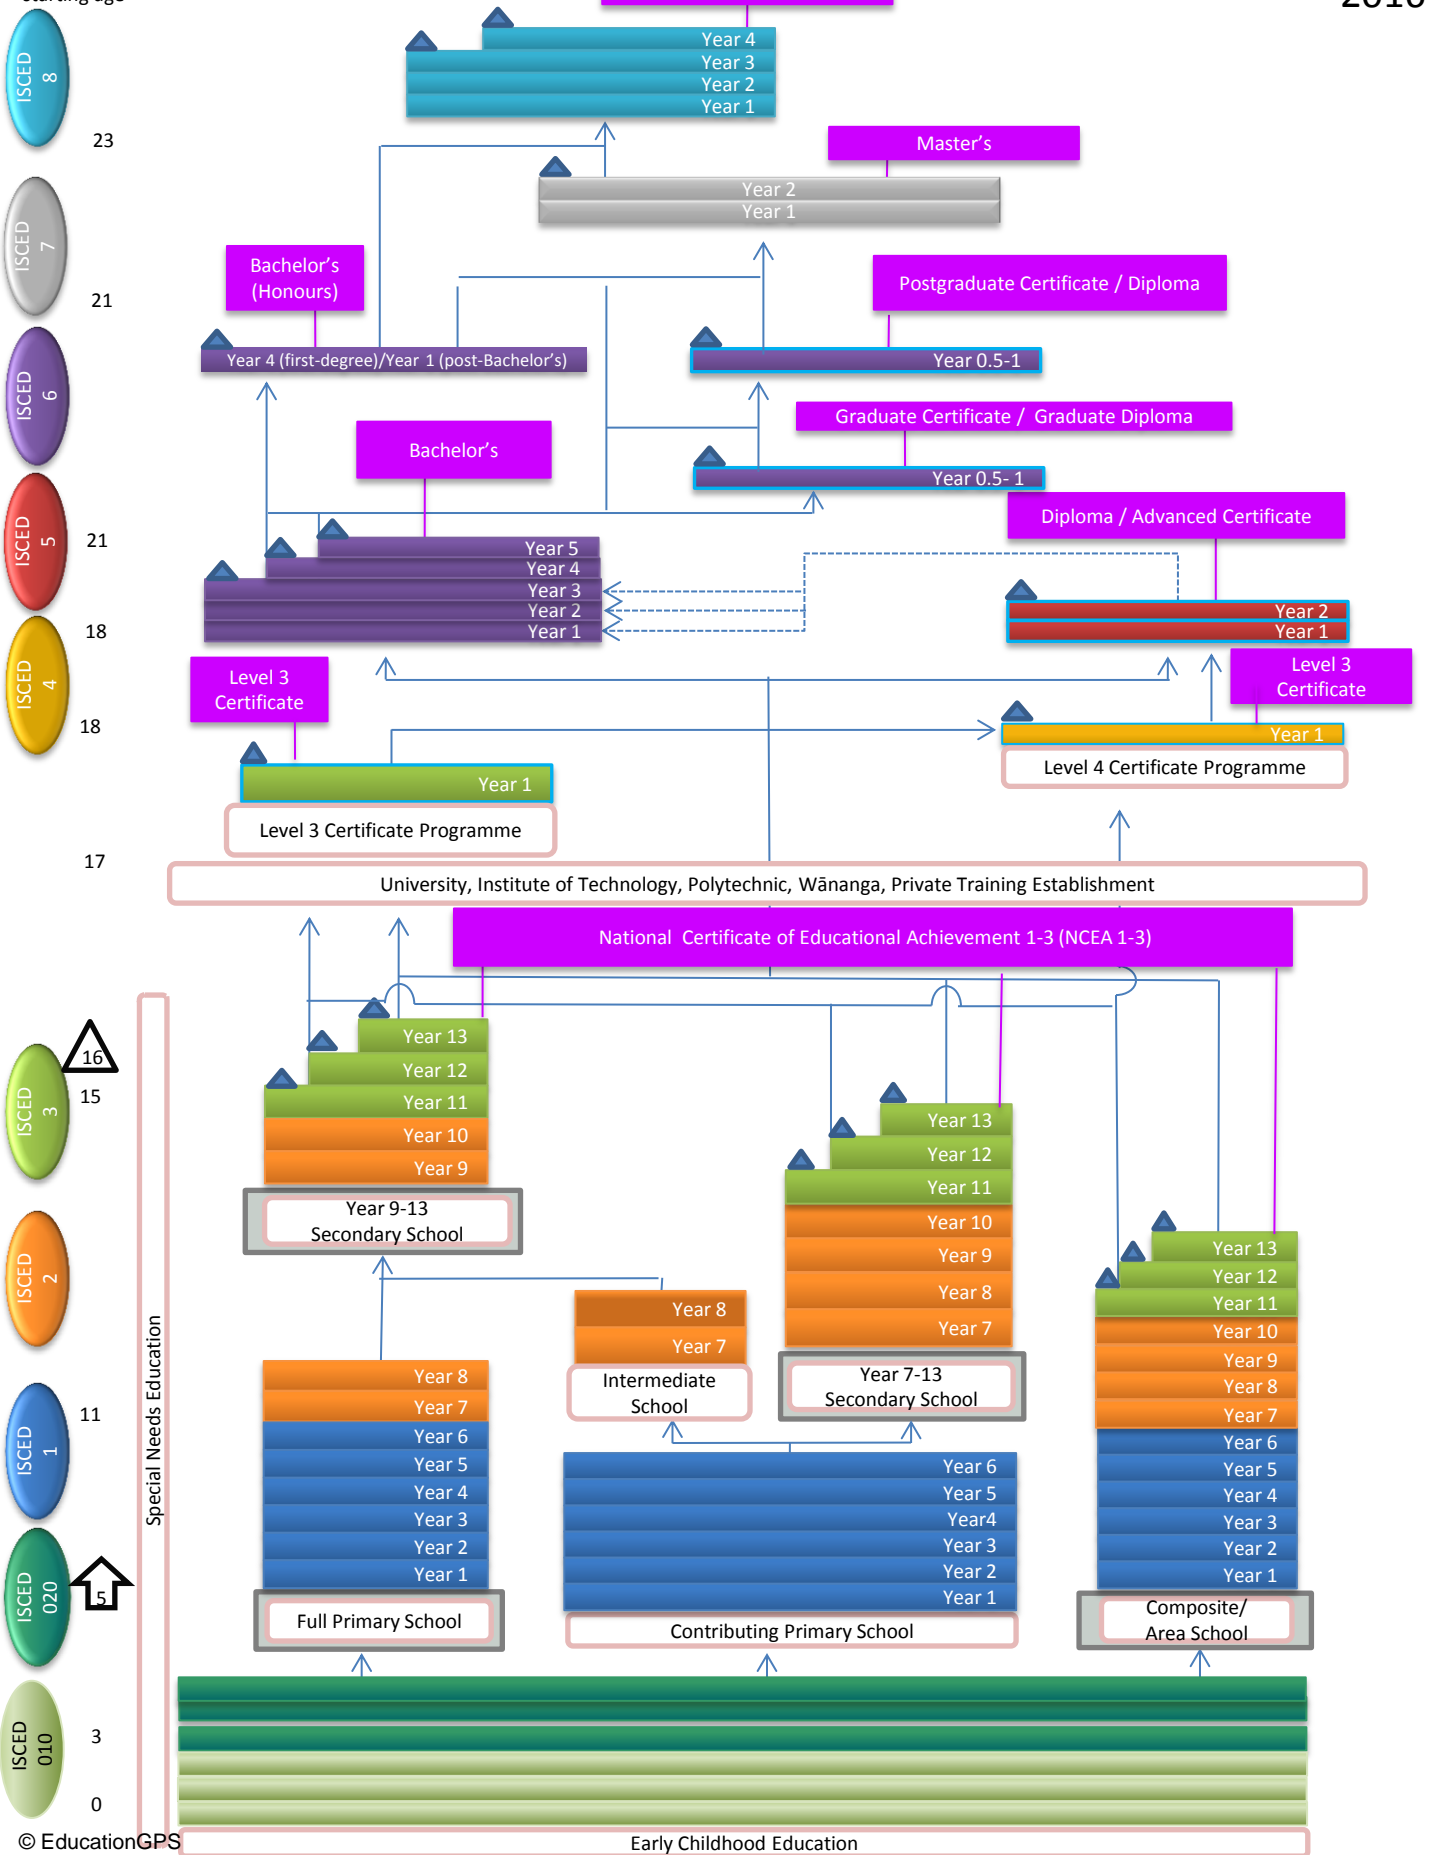 ISCED
8
Year 4
Year 3
Year 2
Year 1
23
Master's
ISCED
7
Year 2
Year 1
21
Bachelor's
(Honours)
Postgraduate Certificate / Diploma
ISCED
6
Year 4 (first-degree)/Year 1 (post-Bachelor's)
Year 0.5-1
Graduate Certificate / Graduate Diploma
Bachelor's
Year 0.5- 1
ISCED
5
21
Diploma / Advanced Certificate
Year 5
Year 4
Year 3
Year 2
Year 1
Year 2
Year 1
18
ISCED
4
Level 3
Certificate
Level 3
Certificate
18
Year 1
Level 4 Certificate Programme
Year 1
Level 3 Certificate Programme
17
University, Institute of Technology, Polytechnic, Wānanga, Private Training Establishment
National Certificate of Educational Achievement 1-3 (NCEA 1-3)
16
15
ISCED
3
Year 13
Year 12
Year 11
Year 10
Year 9
Year 9-13
Secondary School
Year 13
Year 12
Year 11
Year 10
Year 9
Year 8
Year 7
Year 7-13
Secondary School
ISCED
2
Year 8
Year 7
Intermediate
School
Year 13
Year 12
Year 11
Year 10
Year 9
Year 8
Year 7
Year 6
Year 5
Year 4
Year 3
Year 2
Year 1
Composite/
Area School
Special Needs Education
ISCED
1
11
Year 8
Year 7
Year 6
Year 5
Year 4
Year 3
Year 2
Year 1
Full Primary School
Year 6
Year 5
Year4
Year 3
Year 2
Year 1
Contributing Primary School
ISCED
020
5
ISCED
010
3
0
© EducationGPS
Early Childhood Education